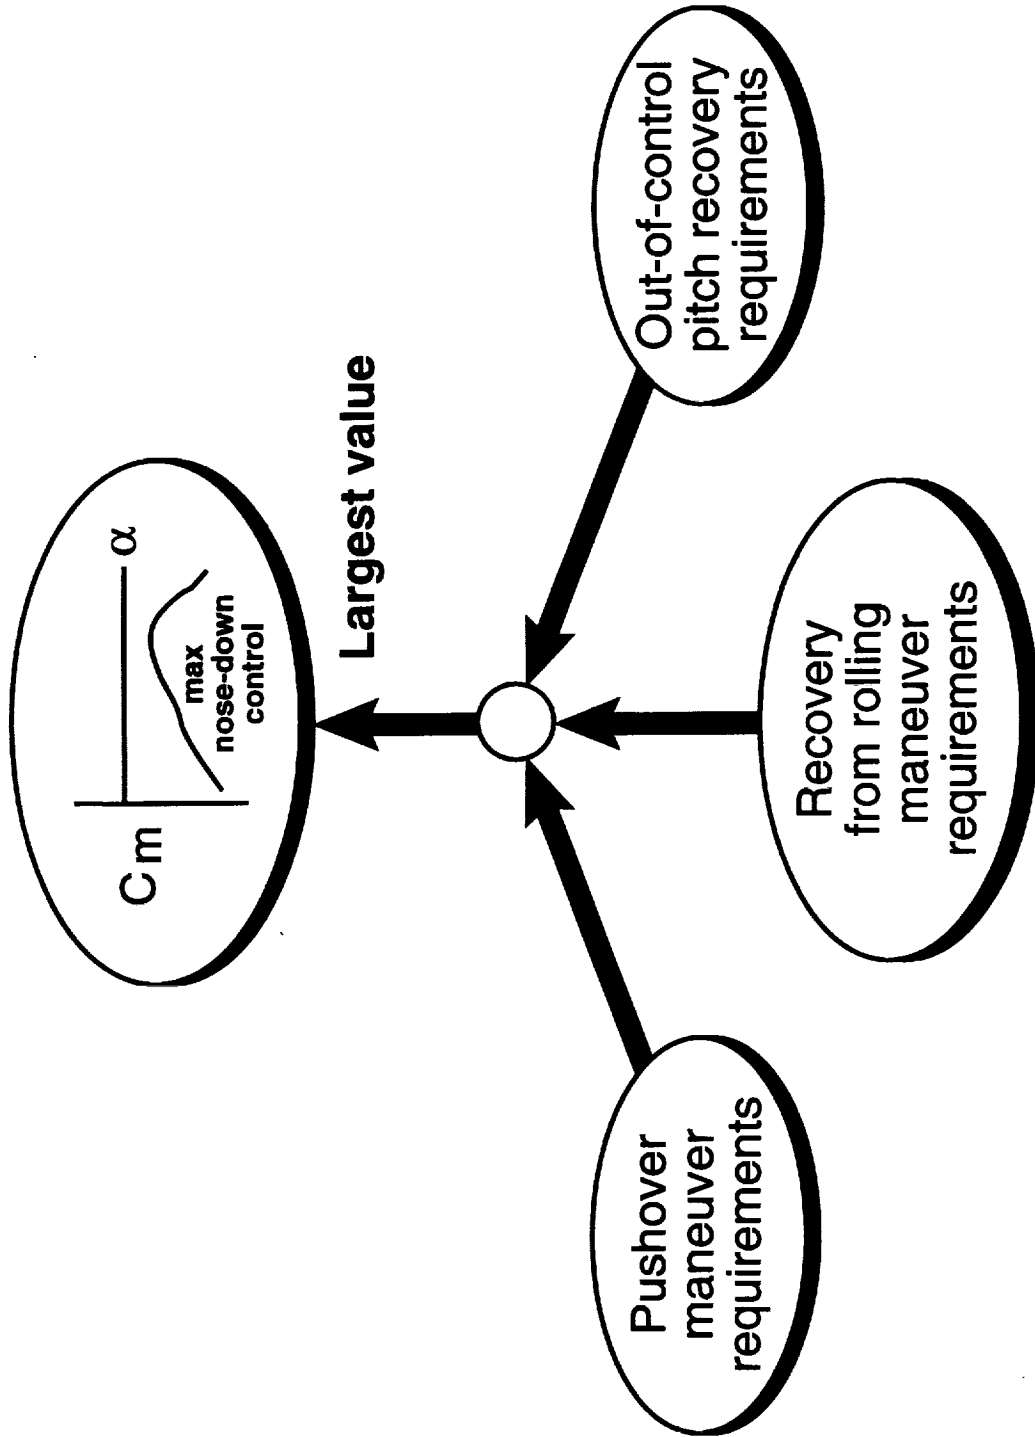 Cm
α
max
nose-down
control
Largest value
Pushover
maneuver
requirements
Recovery
from rolling
maneuver
requirements
Out-of-control
pitch recovery
requirements